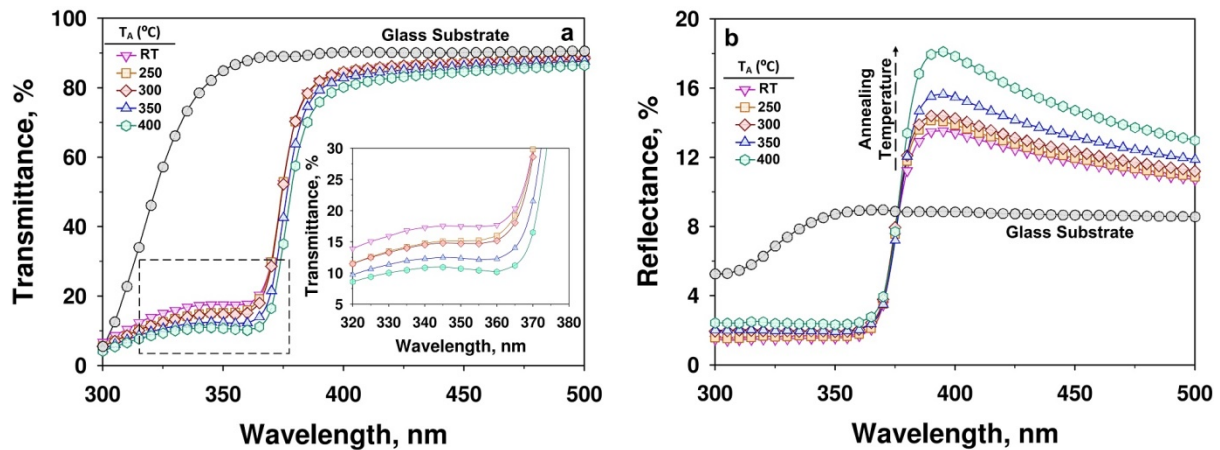 a
Glass Substrate
T_A (°C)
RT
250
300
350
400
100
80
60
40
20
0
Transmittance, %
300
350
400
450
500
Wavelength, nm
30
25
20
15
10
5
0
Transmittance, %
320
330
340
350
360
370
380
Wavelength, nm
b
T_A (°C)
RT
250
300
350
400
Annealing
Temperature
Glass Substrate
20
16
12
8
4
0
Reflectance, %
300
350
400
450
500
Wavelength, nm